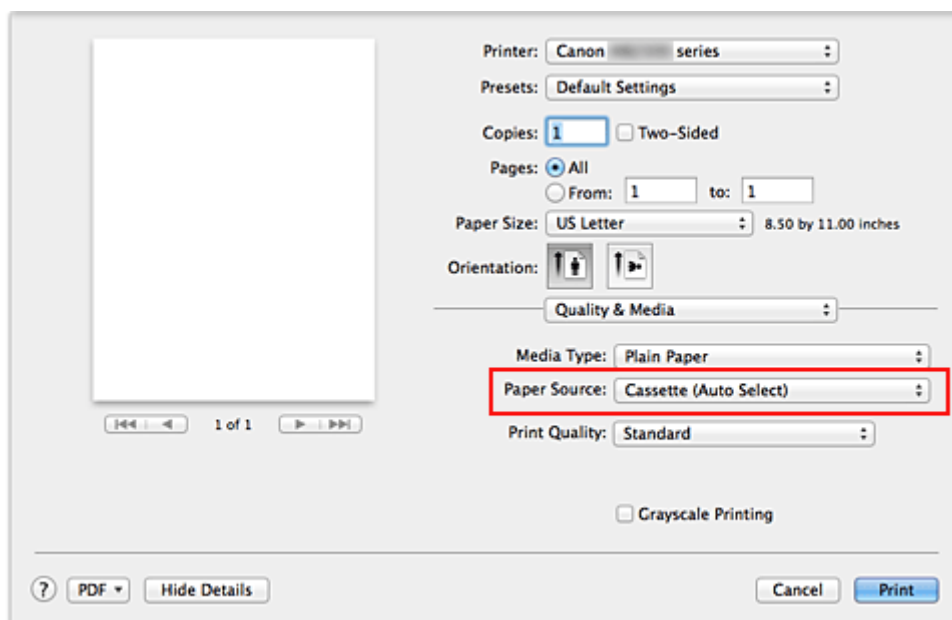 Printer: Canon series
Presets: Default Settings
Copies: 1 Two-Sided
Pages: All
From: 1 to: 1
Paper Size: US Letter 8.50 by 11.00 inches
Orientation:
Quality & Media
Media Type: Plain Paper
Paper Source: Cassette (Auto Select)
1 of 1
Print Quality: Standard
Grayscale Printing
? PDF Hide Details Cancel Print